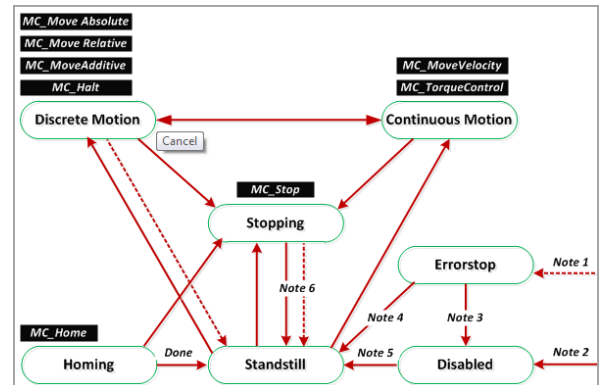 MC_Move Absolute
MC_Move Relative
MC_MoveAdditive
MC_Halt
Discrete Motion
MC_MoveVelocity
MC_TorqueControl
Continuous Motion
Cancel
MC_Stop
Stopping
Errorstop
Note 1
Note 6
Note 4
Note 3
MC_Home
Homing
Done
Standstill
Note 5
Disabled
Note 2